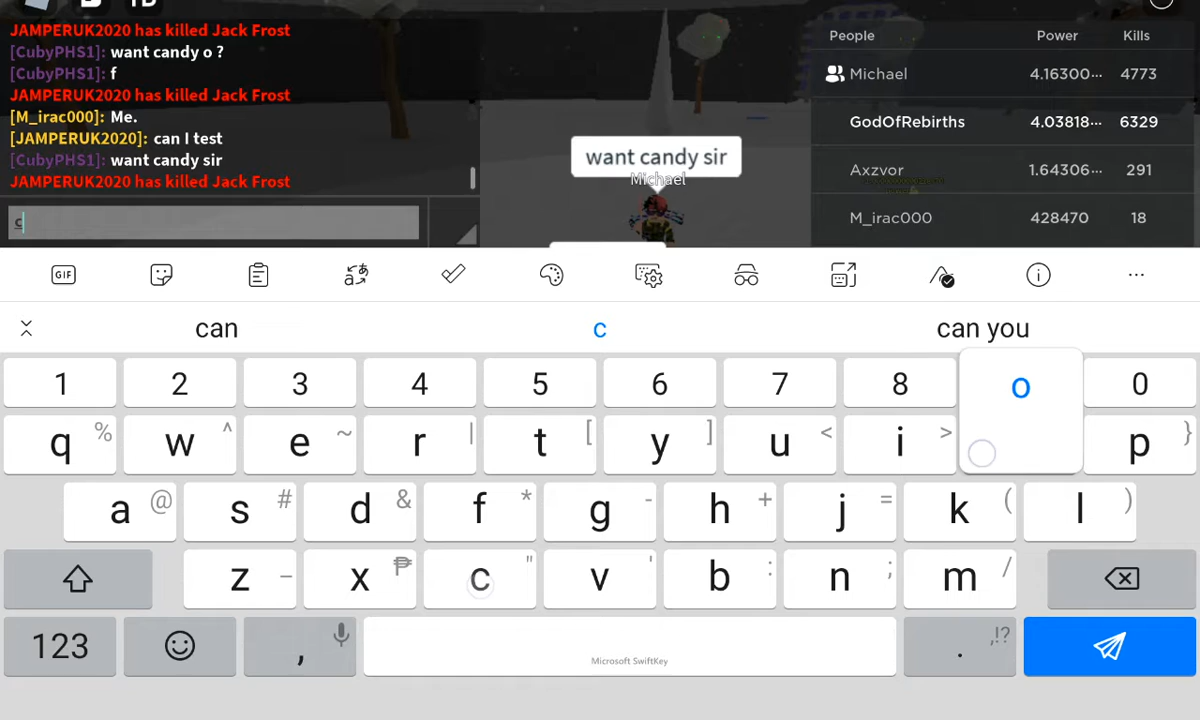 JAMPERUK2020 has killed Jack Frost
[CubyPHS1]: want candy o ?
[CubyPHS1]: f
JAMPERUK2020 has killed Jack Frost
[M_irac000]: Me.
[JAMPERUK2020]: can I test
[CubyPHS1]: want candy sir
JAMPERUK2020 has killed Jack Frost
c
want candy sir
Michael
People Power Kills
Michael 4.16300... 4773
GodOfRebirths 4.03818... 6329
Axzvor 1.64306... 291
M_irac000 428470 18
GIF
can c can you
1 2 3 4 5 6 7 8 o 0
q % w ^ e ~ r | t [ y ] u < i > p }
a @ s # d & f * g - h + j = k ( l )
z – x ₱ c " v ' b : n ; m /
123 , Microsoft SwiftKey . ,!?